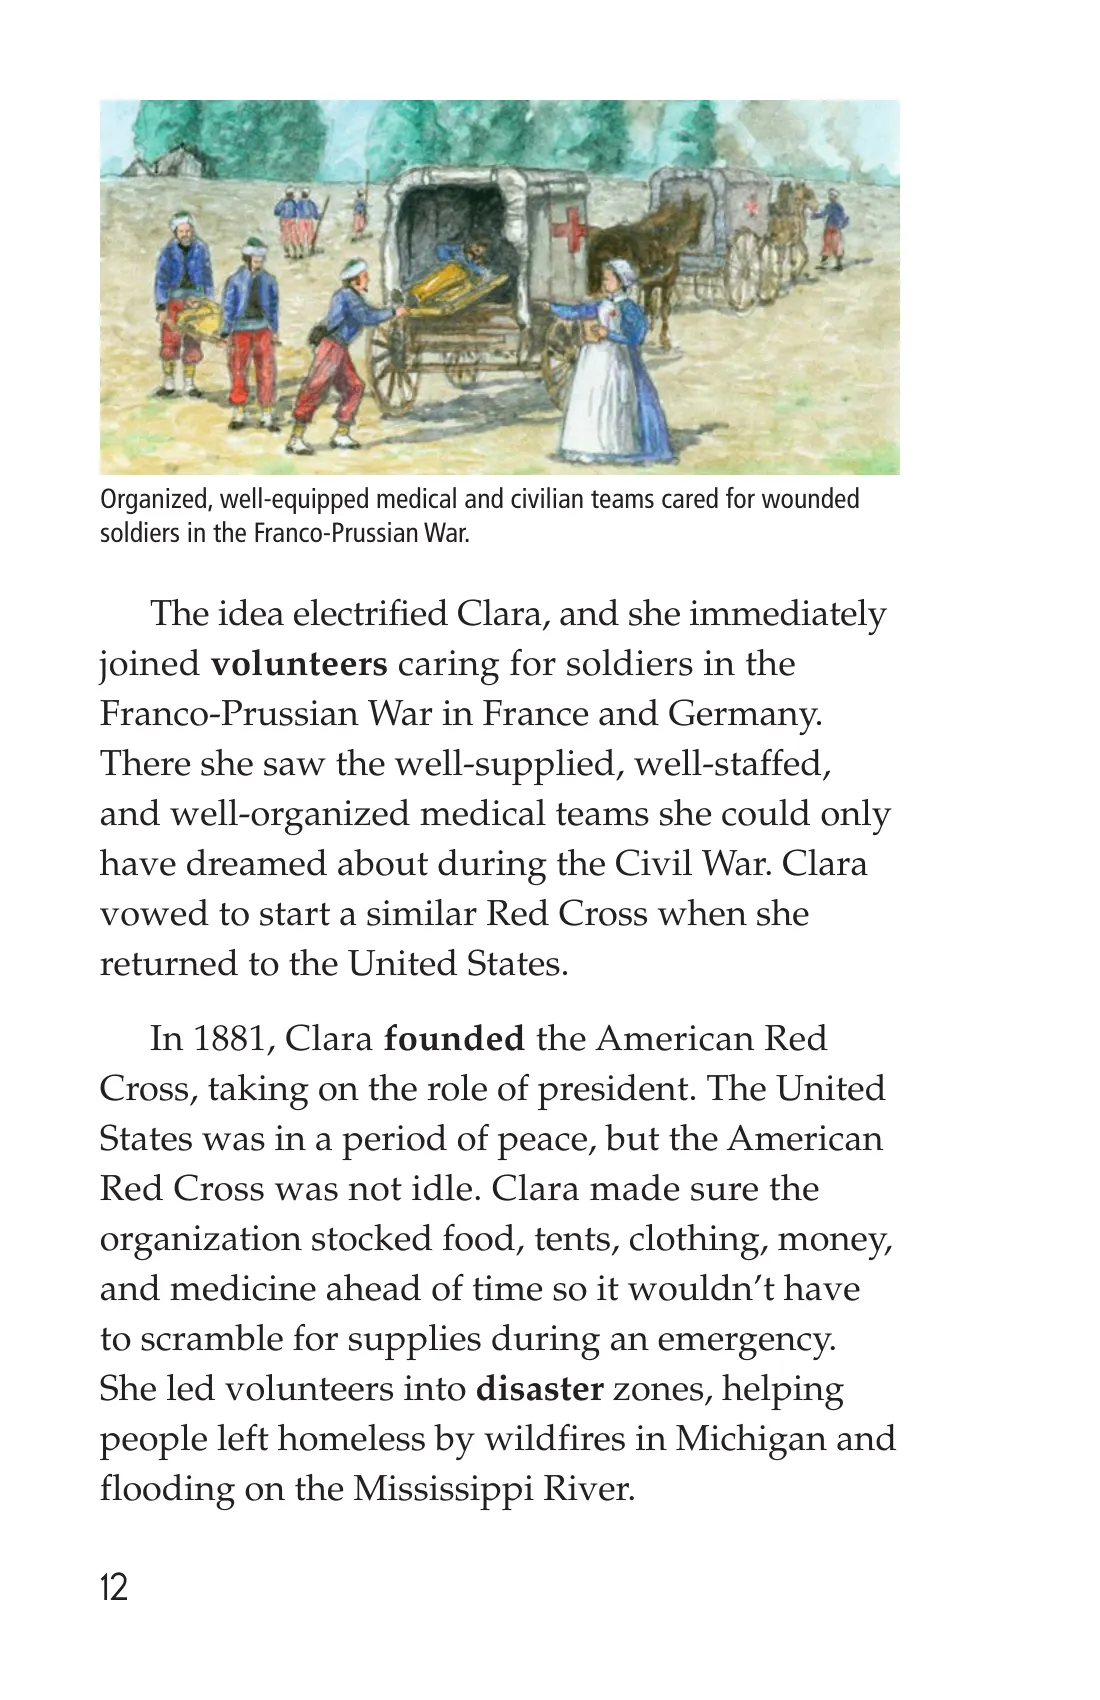 Organized, well-equipped medical and civilian teams cared for wounded
soldiers in the Franco-Prussian War.
The idea electrified Clara, and she immediately
joined volunteers caring for soldiers in the
Franco-Prussian War in France and Germany.
There she saw the well-supplied, well-staffed,
and well-organized medical teams she could only
have dreamed about during the Civil War. Clara
vowed to start a similar Red Cross when she
returned to the United States.
In 1881, Clara founded the American Red
Cross, taking on the role of president. The United
States was in a period of peace, but the American
Red Cross was not idle. Clara made sure the
organization stocked food, tents, clothing, money,
and medicine ahead of time so it wouldn’t have
to scramble for supplies during an emergency.
She led volunteers into disaster zones, helping
people left homeless by wildfires in Michigan and
flooding on the Mississippi River.
12